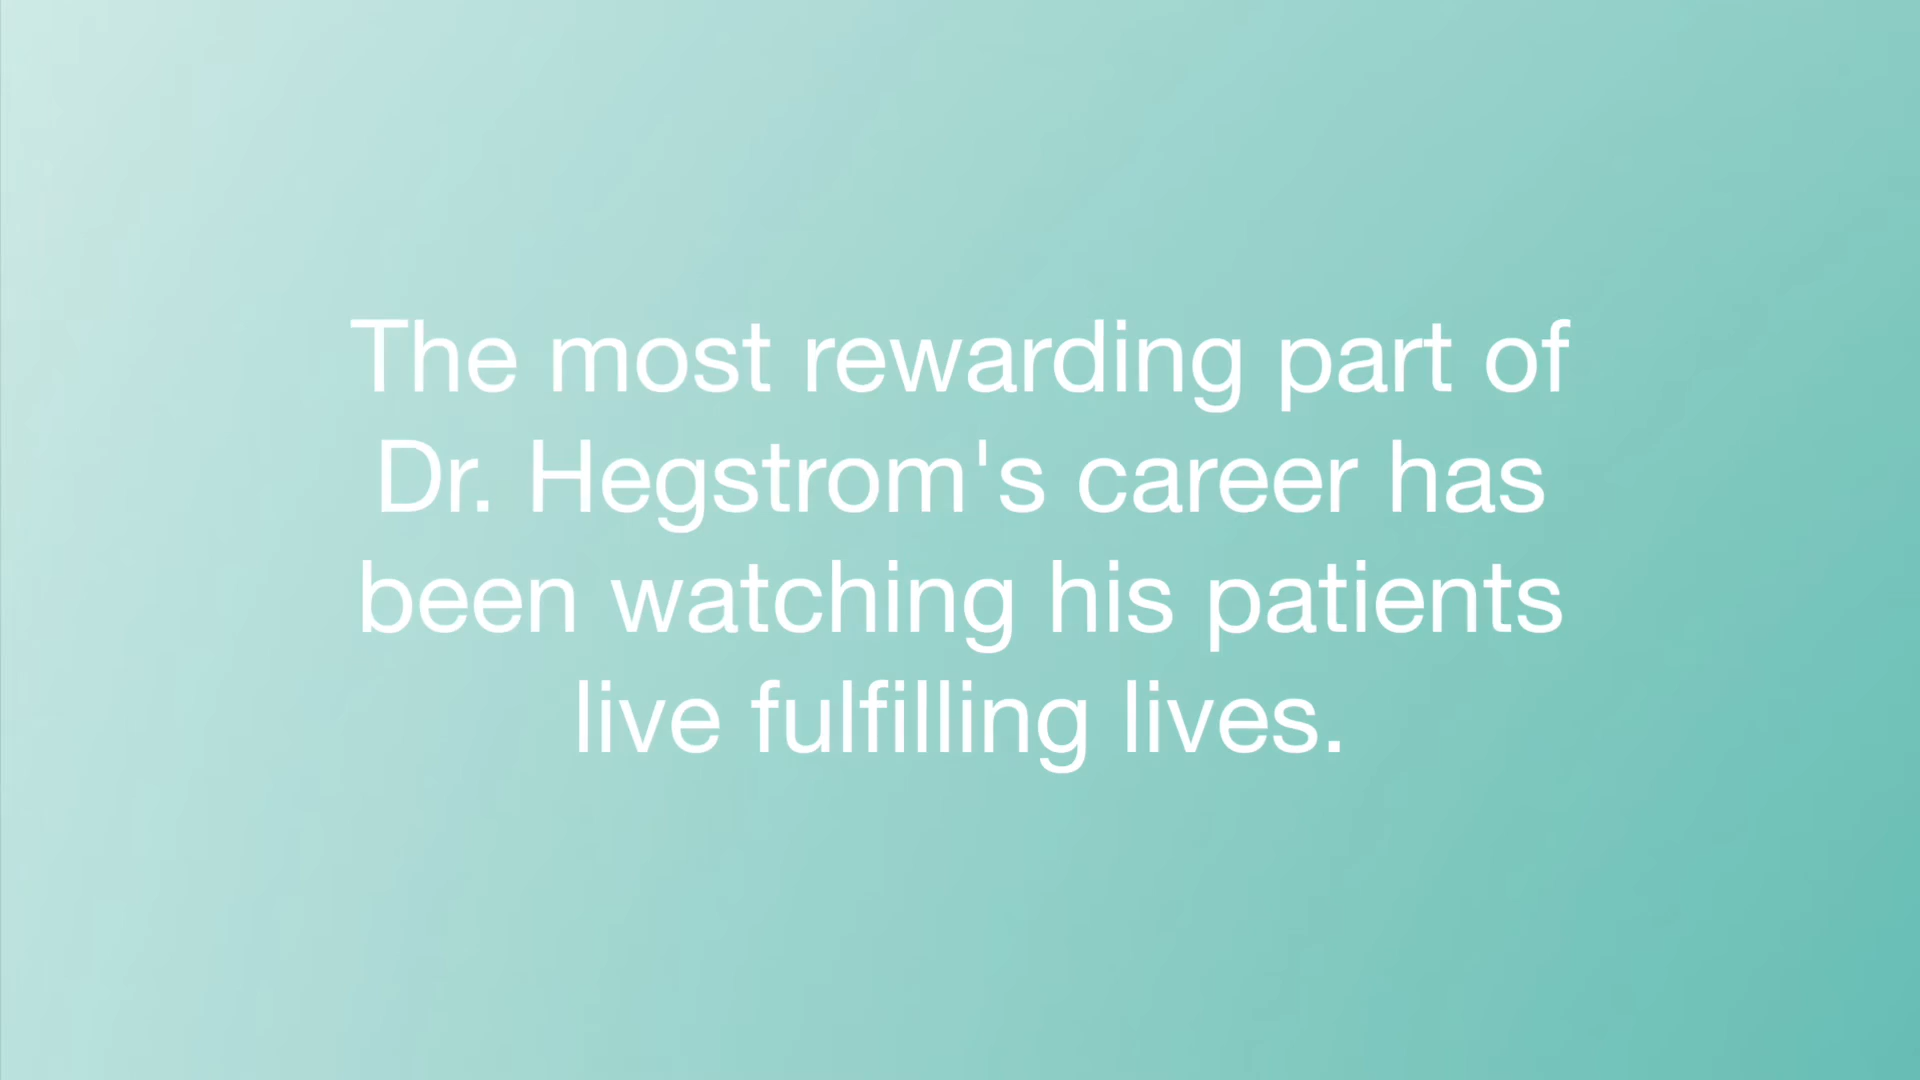 The most rewarding part of
Dr. Hegstrom's career has
been watching his patients
live fulfilling lives.